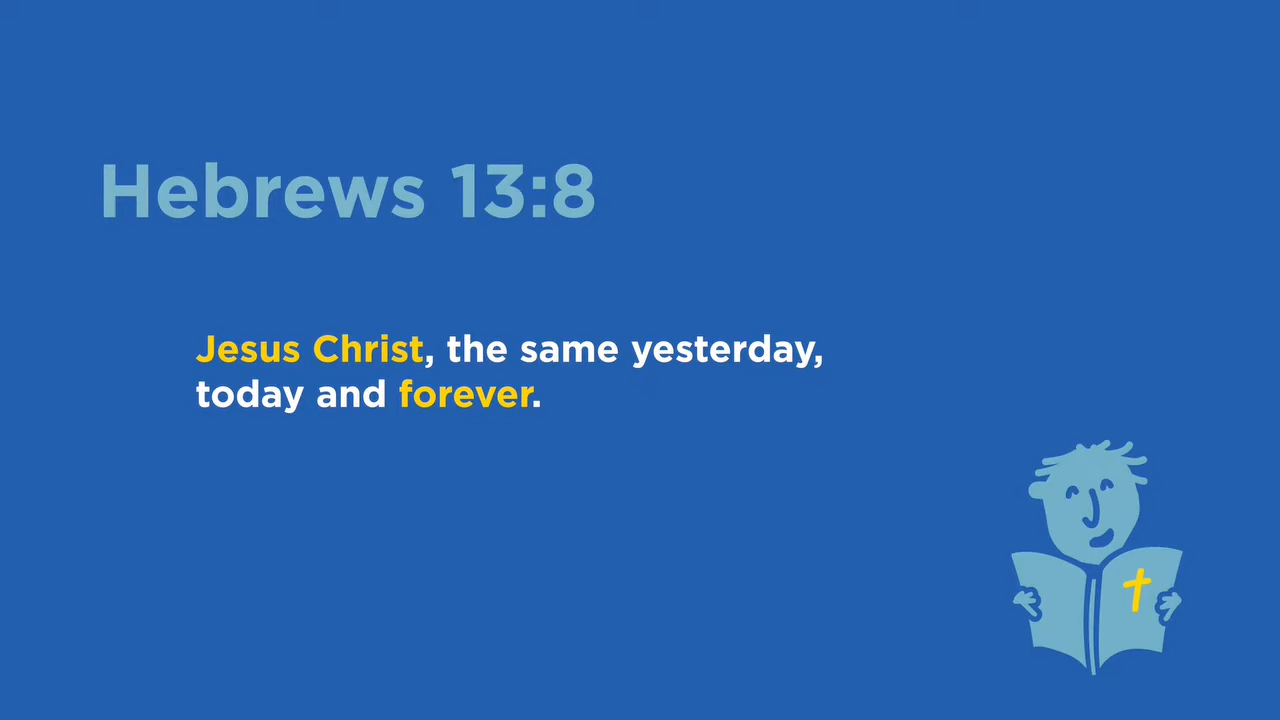 Hebrews 13:8
Jesus Christ, the same yesterday,
today and forever.